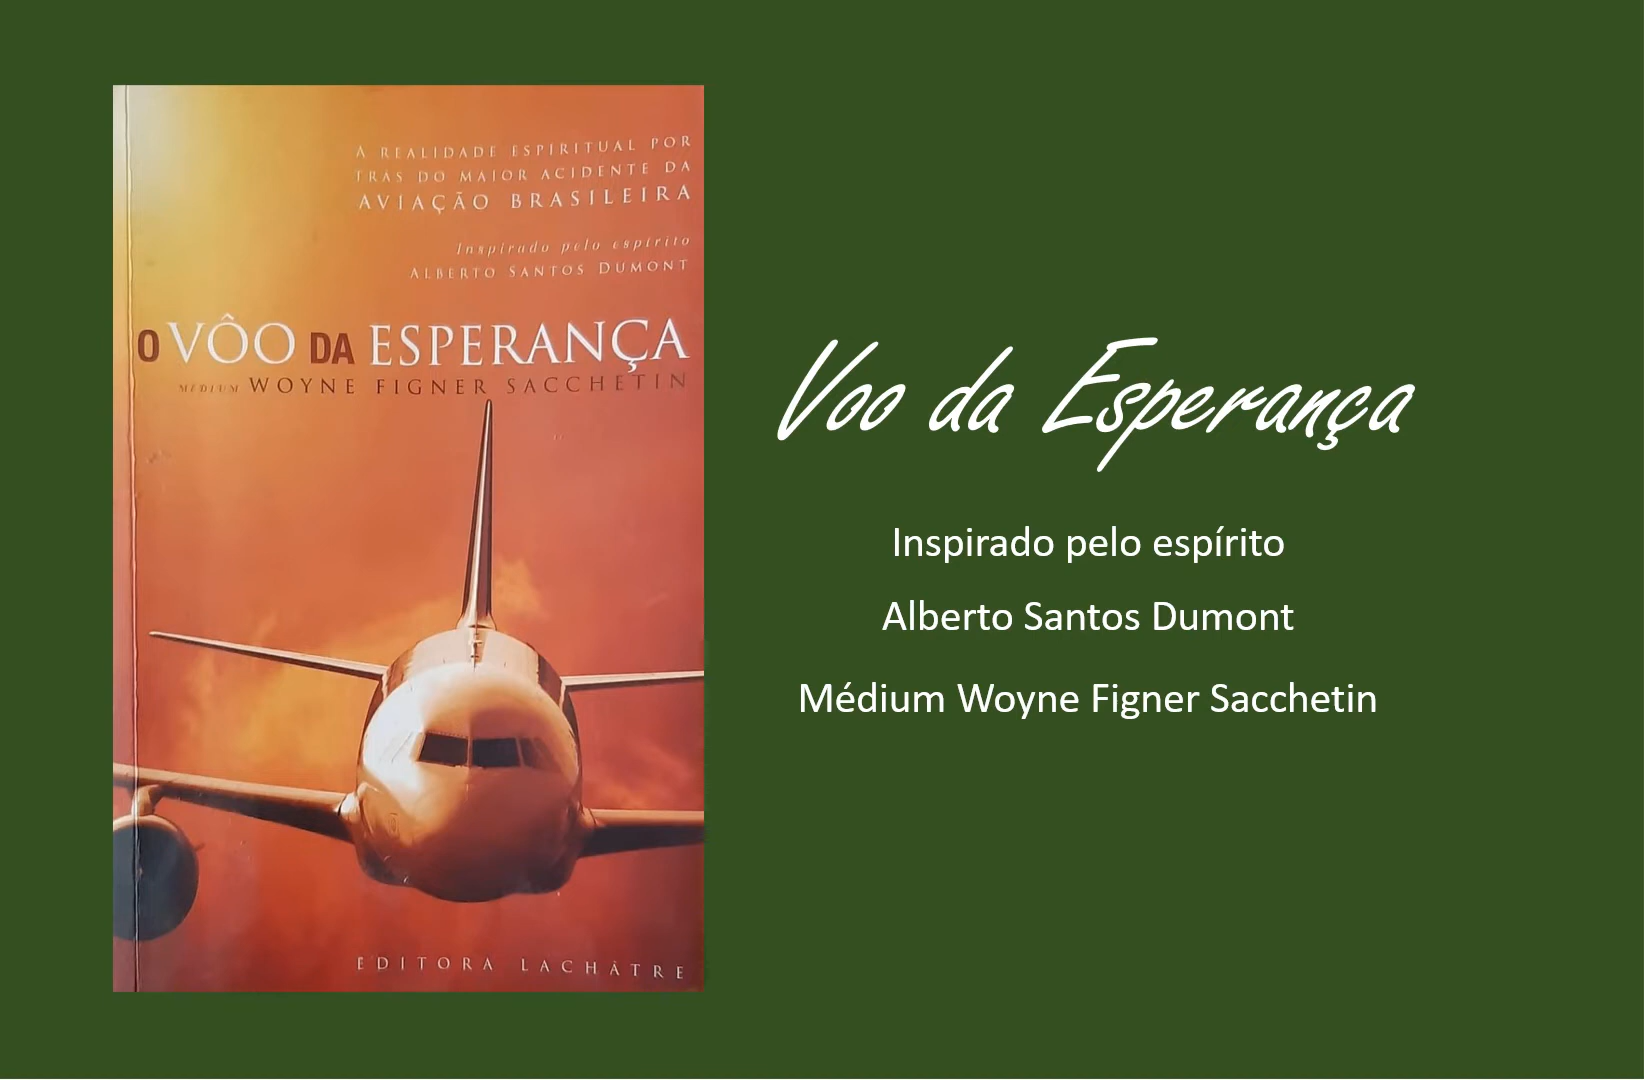 A REALIDADE ESPIRITUAL POR
TRÁS DO MAIOR ACIDENTE DA
AVIAÇÃO BRASILEIRA
Inspirado pelo espírito
ALBERTO SANTOS DUMONT
O VÔO DA ESPERANÇA
MÉDIUM WOYNE FIGNER SACCHETIN
EDITORA LACHÂTRE
Voo da Esperança
Inspirado pelo espírito
Alberto Santos Dumont
Médium Woyne Figner Sacchetin